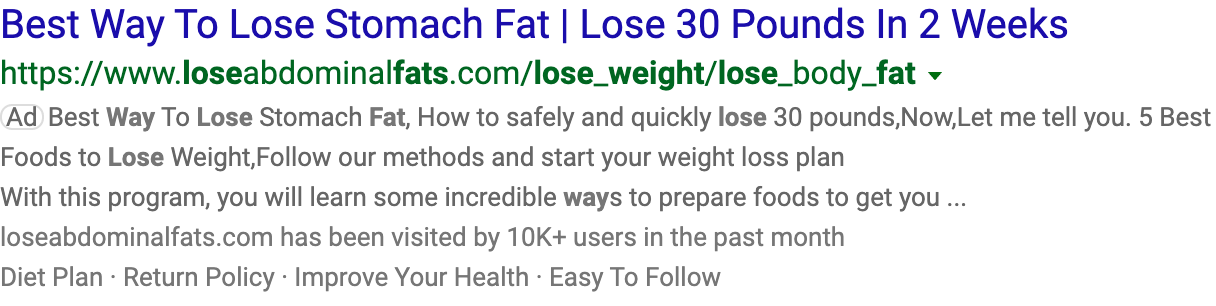 Best Way To Lose Stomach Fat | Lose 30 Pounds In 2 Weeks
https://www.loseabdominalfats.com/lose_weight/lose_body_fat
Ad Best Way To Lose Stomach Fat, How to safely and quickly lose 30 pounds,Now,Let me tell you. 5 Best
Foods to Lose Weight,Follow our methods and start your weight loss plan
With this program, you will learn some incredible ways to prepare foods to get you ...
loseabdominalfats.com has been visited by 10K+ users in the past month
Diet Plan · Return Policy · Improve Your Health · Easy To Follow